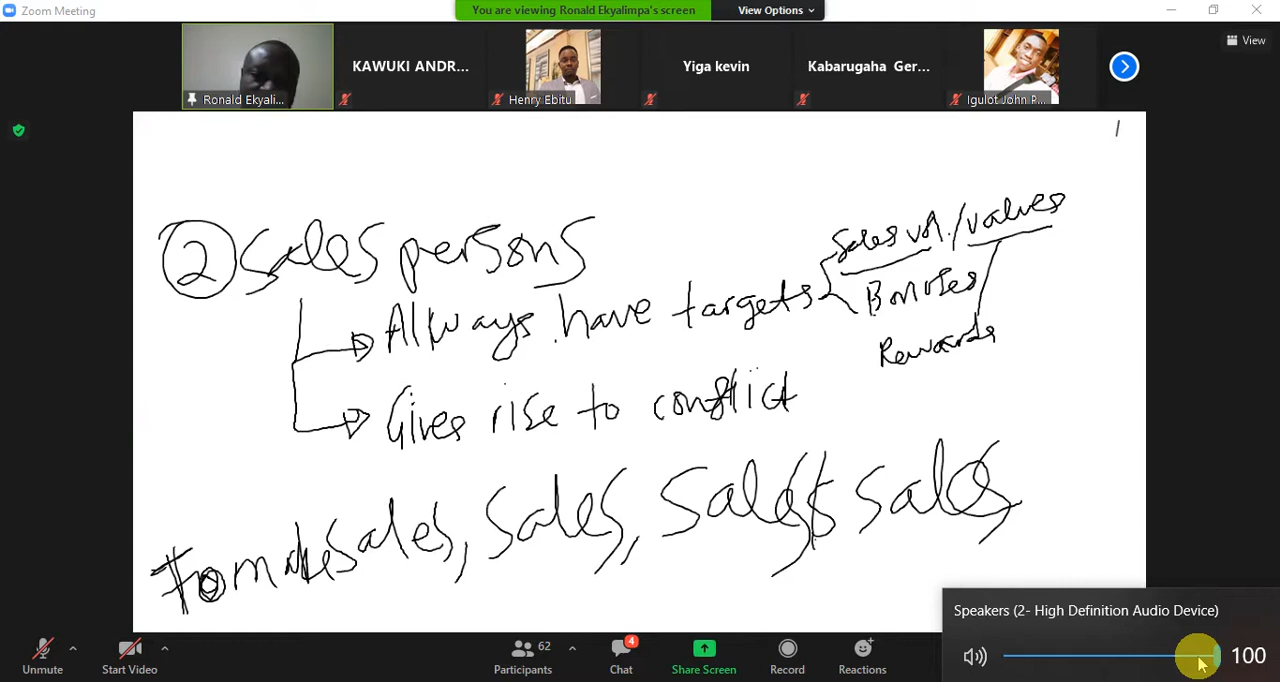 Zoom Meeting
You are viewing Ronald Ekyalimpa's screen
View Options
View
KAWUKI ANDR...
Yiga kevin
Kabarugaha Ger...
Ronald Ekyali...
Henry Ebitu
Igulot John P...
1
② Sales persons
Always have targets
Sales vol./values
Bonuses
Rewards
Gives rise to conflict
To make sales, sales, sales & sales
Speakers (2- High Definition Audio Device)
100
62
4
Unmute
Start Video
Participants
Chat
Share Screen
Record
Reactions